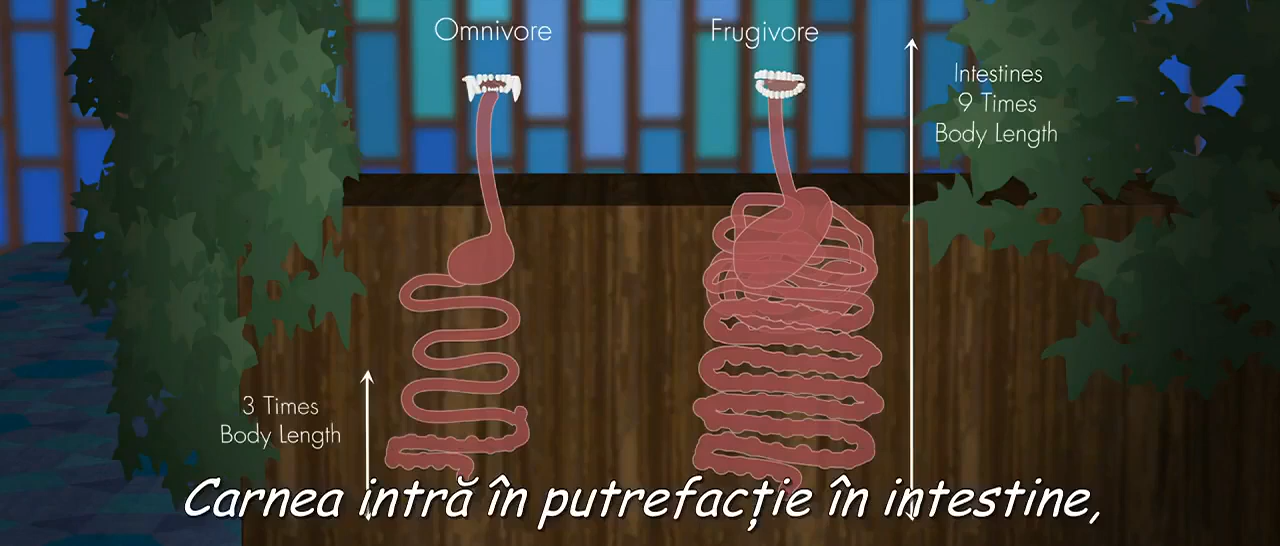 Omnivore
Frugivore
Intestines
9 Times
Body Length
3 Times
Body Length
Carnea intră în putrefacție în intestine,